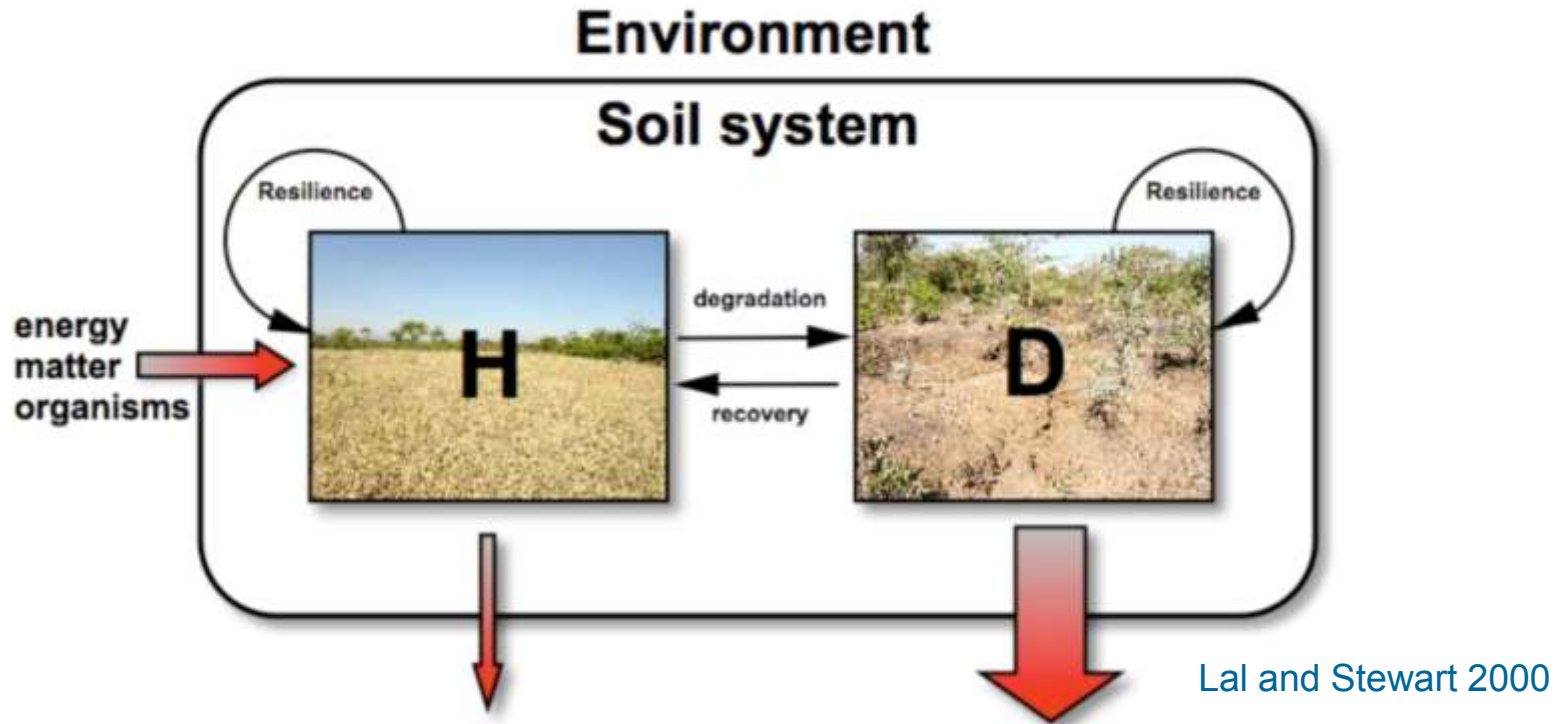 Environment
Soil system
Resilience
Resilience
energy
matter
organisms
H
degradation
recovery
D
Lal and Stewart 2000